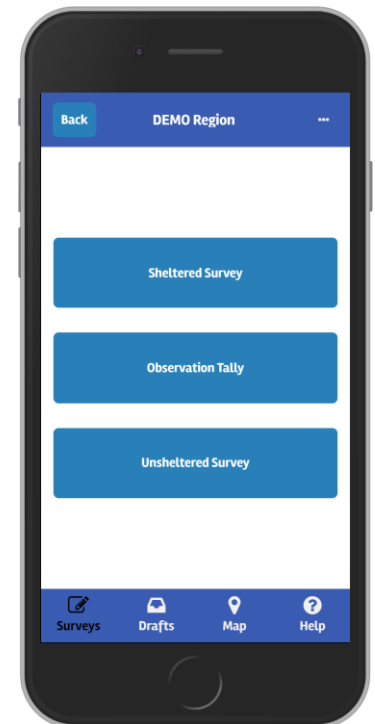 Back DEMO Region ...
Sheltered Survey
Observation Tally
Unsheltered Survey
Surveys Drafts Map Help